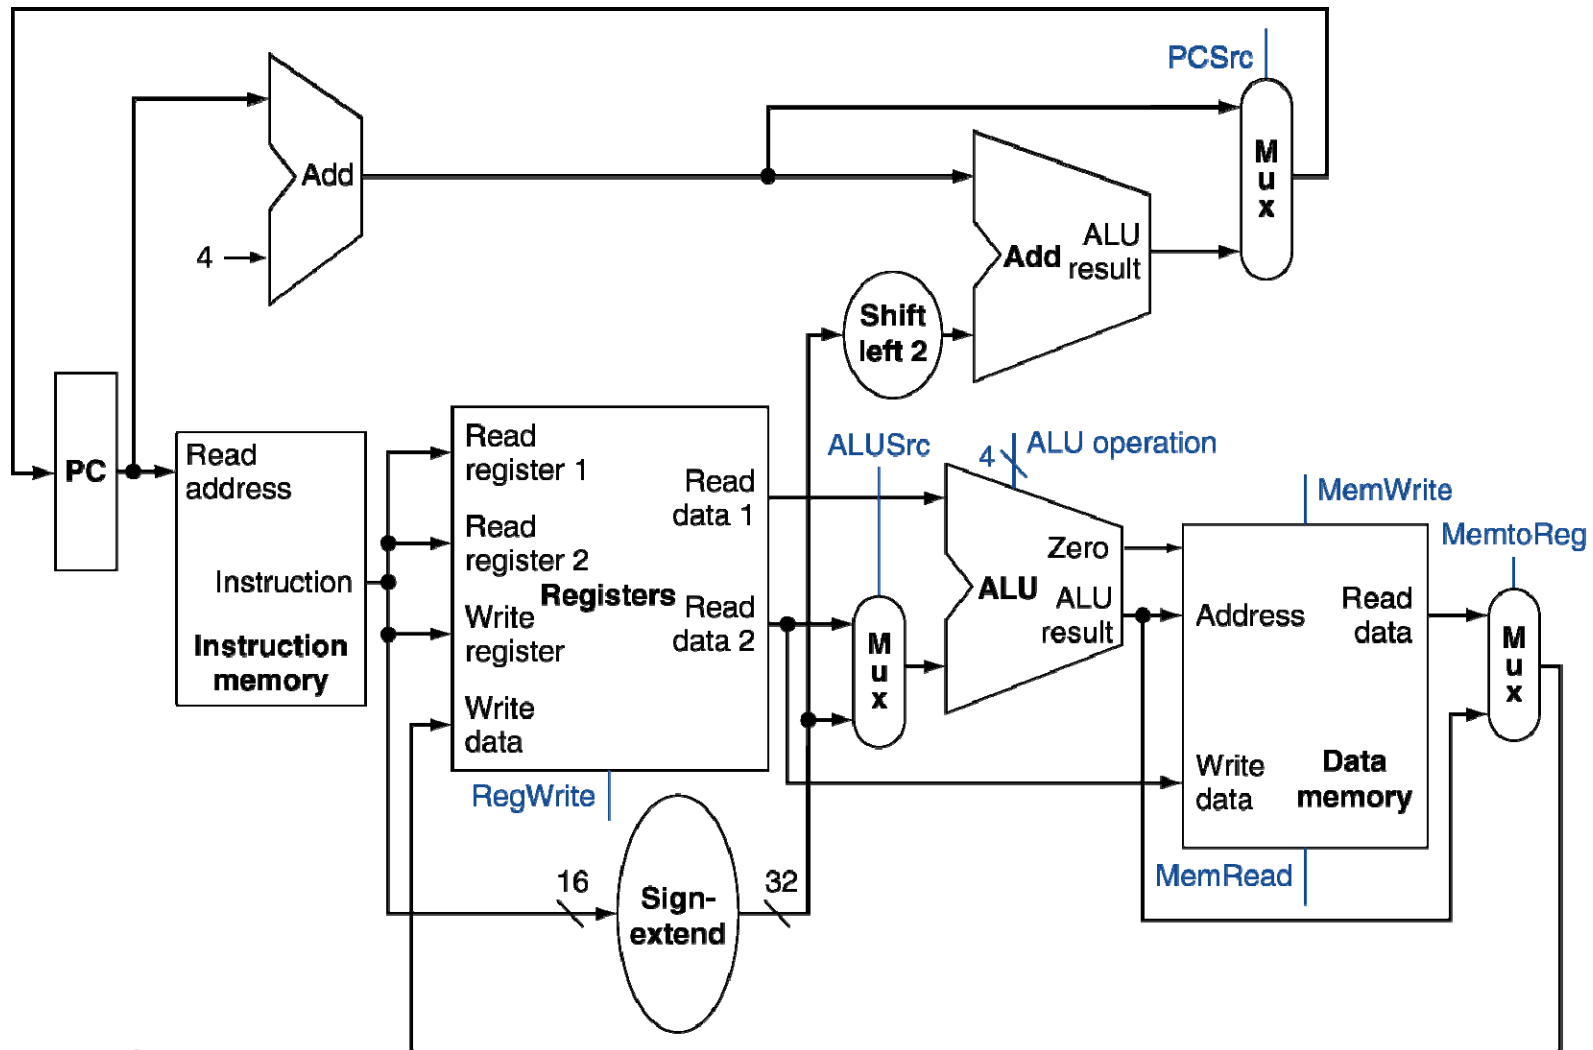 PCSrc
M
u
x
Add
4
Add
ALU
result
Shift
left 2
PC
Read
address
Instruction
Instruction
memory
Read
register 1
Read
register 2
Write
register
Write
data
Registers
Read
data 1
Read
data 2
RegWrite
16
Sign-
extend
32
ALUSrc
M
u
x
4
ALU operation
Zero
ALU
ALU
result
MemWrite
Address
Read
data
Write
data
Data
memory
MemRead
MemtoReg
M
u
x